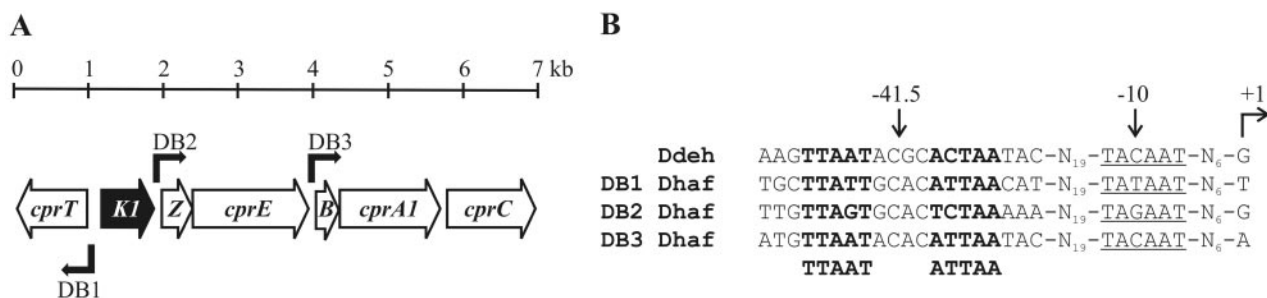 A
0 1 2 3 4 5 6 7 kb
DB2 DB3
cprT K1 Z cprE B cprA1 cprC
DB1
B
-41.5 -10 +1
Ddeh AAGTTAATACGCACTAATAC-N₁₉-TACAAT-N₆-G
DB1 Dhaf TGCTTATTGCACATTAACAT-N₁₉-TATAAT-N₆-T
DB2 Dhaf TTGTTAGTGCACTCTAAAAA-N₁₉-TAGAAT-N₆-G
DB3 Dhaf ATGTTAATACACATTAATAC-N₁₉-TACAAT-N₆-A
TTAAT ATTAA